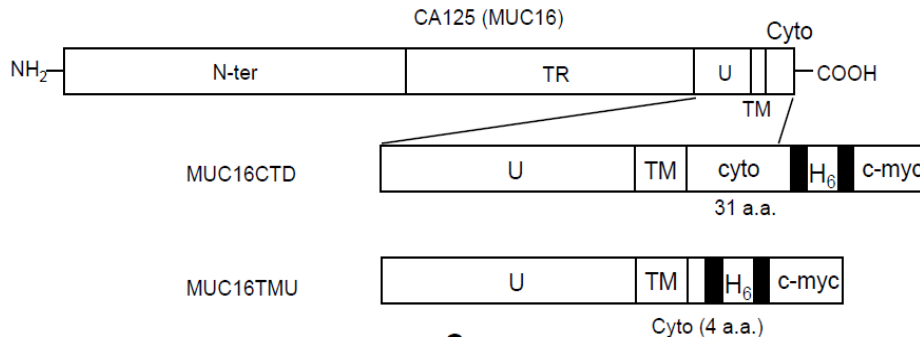 CA125 (MUC16)
Cyto
NH2 N-ter TR U COOH
TM
MUC16CTD U TM cyto H6 c-myc
31 a.a.
MUC16TMU U TM H6 c-myc
Cyto (4 a.a.)